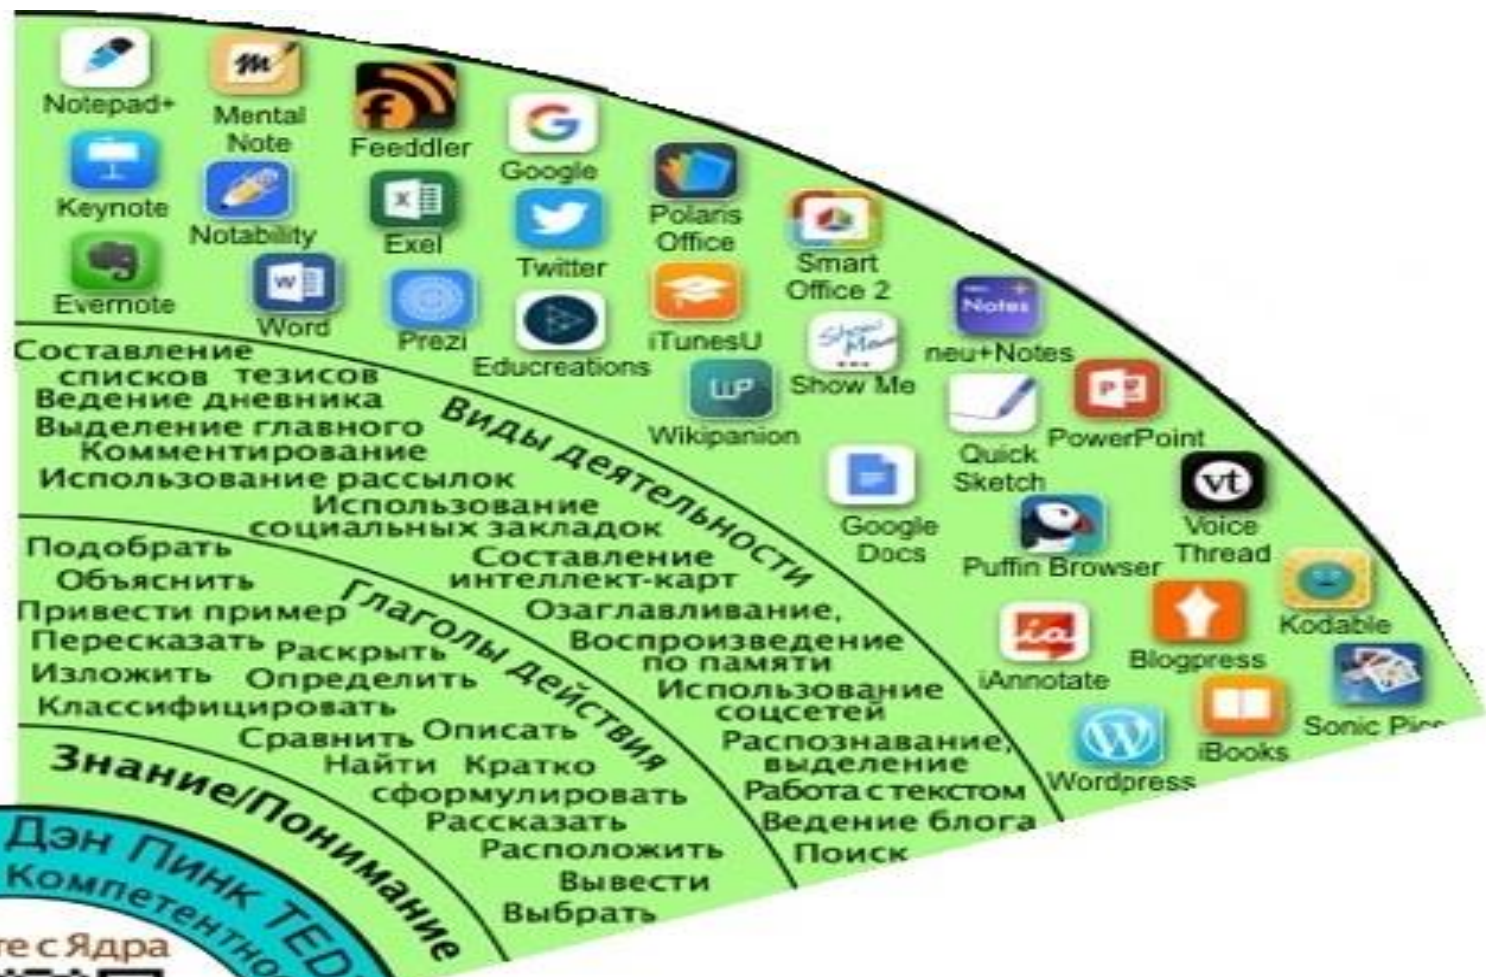 Notepad+
Mental
Note
Feeddler
Google
Keynote
Notability
Exel
Twitter
Polaris
Office
Smart
Office 2
Evernote
Word
Prezi
Educreations
iTunesU
Show Me
neu+Notes
Wikipanion
Quick
Sketch
PowerPoint
Google
Docs
Puffin Browser
Voice
Thread
iAnnotate
Blogpress
Kodable
Wordpress
iBooks
Sonic Pics
Виды деятельности
Составление
списков тезисов
Ведение дневника
Выделение главного
Комментирование
Использование рассылок
Использование
социальных закладок
Составление
интеллект-карт
Озаглавливание,
Воспроизведение
по памяти
Использование
соцсетей
Распознавание,
выделение
Работа с текстом
Ведение блога
Поиск
Глаголы действия
Подобрать
Объяснить
Привести пример
Пересказать Раскрыть
Изложить Определить
Классифицировать
Сравнить Описать
Найти Кратко
сформулировать
Рассказать
Расположить
Вывести
Выбрать
Знание/Понимание
Дэн Пинк TED
Компетентнос
те с Ядра